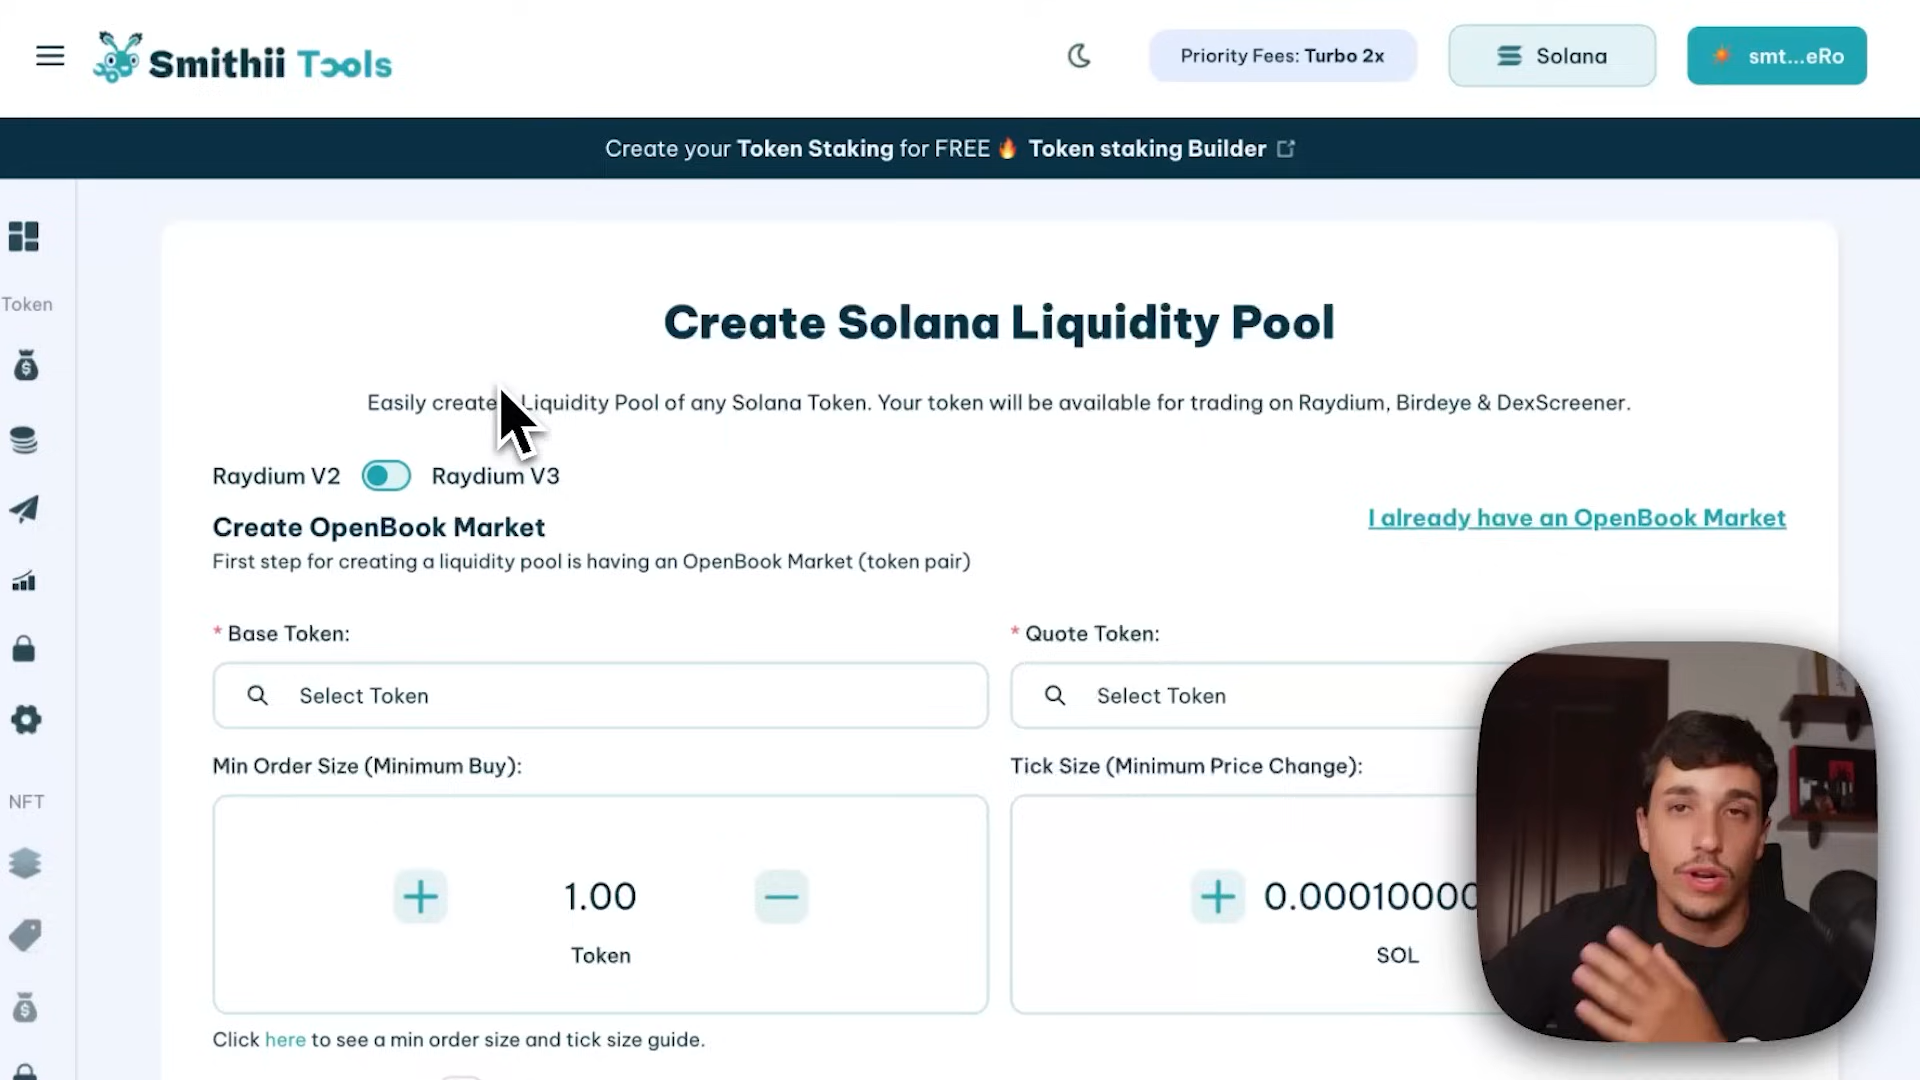 Smithii Tools
Priority Fees: Turbo 2x
Solana
smt...eRo
Create your Token Staking for FREE 🔥 Token staking Builder
Token
Create Solana Liquidity Pool
Easily create Liquidity Pool of any Solana Token. Your token will be available for trading on Raydium, Birdeye & DexScreener.
Raydium V2
Raydium V3
Create OpenBook Market
I already have an OpenBook Market
First step for creating a liquidity pool is having an OpenBook Market (token pair)
* Base Token:
* Quote Token:
Select Token
Select Token
Min Order Size (Minimum Buy):
Tick Size (Minimum Price Change):
NFT
+ 1.00 −
+ 0.00010000
Token
SOL
Click here to see a min order size and tick size guide.